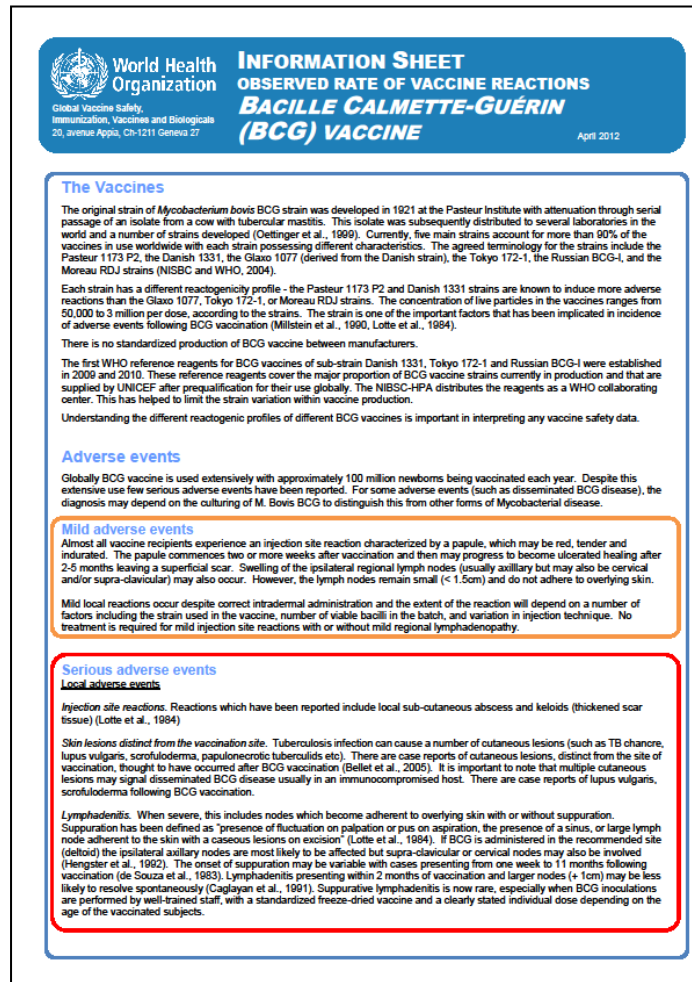 World Health
Organization
Global Vaccine Safety,
Immunization, Vaccines and Biologicals
20, avenue Appia, Ch-1211 Geneva 27
INFORMATION SHEET
OBSERVED RATE OF VACCINE REACTIONS
BACILLE CALMETTE-GUÉRIN
(BCG) VACCINE
April 2012
The Vaccines
The original strain of Mycobacterium bovis BCG strain was developed in 1921 at the Pasteur Institute with attenuation through serial
passage of an isolate from a cow with tubercular mastitis. This isolate was subsequently distributed to several laboratories in the
world and a number of strains developed (Oettinger et al., 1999). Currently, five main strains account for more than 90% of the
vaccines in use worldwide with each strain possessing different characteristics. The agreed terminology for the strains include the
Pasteur 1173 P2, the Danish 1331, the Glaxo 1077 (derived from the Danish strain), the Tokyo 172-1, the Russian BCG-I, and the
Moreau RDJ strains (NISBC and WHO, 2004).
Each strain has a different reactogenicity profile - the Pasteur 1173 P2 and Danish 1331 strains are known to induce more adverse
reactions than the Glaxo 1077, Tokyo 172-1, or Moreau RDJ strains. The concentration of live particles in the vaccines ranges from
50,000 to 3 million per dose, according to the strains. The strain is one of the important factors that has been implicated in incidence
of adverse events following BCG vaccination (Millstein et al., 1990, Lotte et al., 1984).
There is no standardized production of BCG vaccine between manufacturers.
The first WHO reference reagents for BCG vaccines of sub-strain Danish 1331, Tokyo 172-1 and Russian BCG-I were established
in 2009 and 2010. These reference reagents cover the major proportion of BCG vaccine strains currently in production and that are
supplied by UNICEF after prequalification for their use globally. The NIBSC-HPA distributes the reagents as a WHO collaborating
center. This has helped to limit the strain variation within vaccine production.
Understanding the different reactogenic profiles of different BCG vaccines is important in interpreting any vaccine safety data.
Adverse events
Globally BCG vaccine is used extensively with approximately 100 million newborns being vaccinated each year. Despite this
extensive use few serious adverse events have been reported. For some adverse events (such as disseminated BCG disease), the
diagnosis may depend on the culturing of M. Bovis BCG to distinguish this from other forms of Mycobacterial disease.
Mild adverse events
Almost all vaccine recipients experience an injection site reaction characterized by a papule, which may be red, tender and
indurated. The papule commences two or more weeks after vaccination and then may progress to become ulcerated healing after
2-5 months leaving a superficial scar. Swelling of the ipsilateral regional lymph nodes (usually axilllary but may also be cervical
and/or supra-clavicular) may also occur. However, the lymph nodes remain small (< 1.5cm) and do not adhere to overlying skin.
Mild local reactions occur despite correct intradermal administration and the extent of the reaction will depend on a number of
factors including the strain used in the vaccine, number of viable bacilli in the batch, and variation in injection technique. No
treatment is required for mild injection site reactions with or without mild regional lymphadenopathy.
Serious adverse events
Local adverse events
Injection site reactions. Reactions which have been reported include local sub-cutaneous abscess and keloids (thickened scar
tissue) (Lotte et al., 1984)
Skin lesions distinct from the vaccination site. Tuberculosis infection can cause a number of cutaneous lesions (such as TB chancre,
lupus vulgaris, scrofuloderma, papulonecrotic tuberculids etc). There are case reports of cutaneous lesions, distinct from the site of
vaccination, thought to have occurred after BCG vaccination (Bellet et al., 2005). It is important to note that multiple cutaneous
lesions may signal disseminated BCG disease usually in an immunocompromised host. There are case reports of lupus vulgaris,
scrofuloderma following BCG vaccination.
Lymphadenitis. When severe, this includes nodes which become adherent to overlying skin with or without suppuration.
Suppuration has been defined as "presence of fluctuation on palpation or pus on aspiration, the presence of a sinus, or large lymph
node adherent to the skin with a caseous lesions on excision" (Lotte et al., 1984). If BCG is administered in the recommended site
(deltoid) the ipsilateral axillary nodes are most likely to be affected but supra-clavicular or cervical nodes may also be involved
(Hengster et al., 1992). The onset of suppuration may be variable with cases presenting from one week to 11 months following
vaccination (de Souza et al., 1983). Lymphadenitis presenting within 2 months of vaccination and larger nodes (+ 1cm) may be less
likely to resolve spontaneously (Caglayan et al., 1991). Suppurative lymphadenitis is now rare, especially when BCG inoculations
are performed by well-trained staff, with a standardized freeze-dried vaccine and a clearly stated individual dose depending on the
age of the vaccinated subjects.